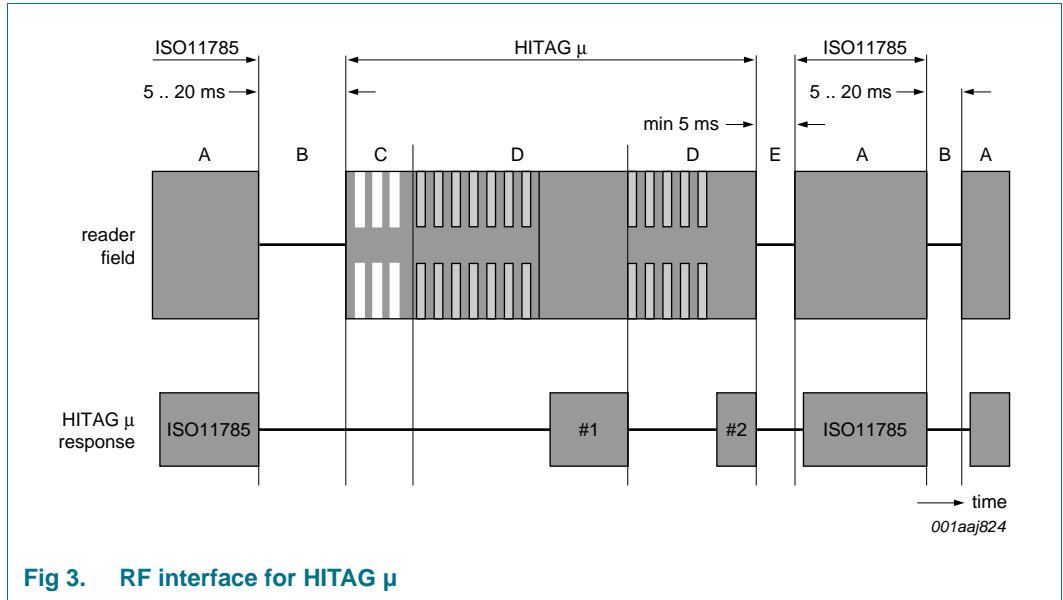 ISO11785 HITAG μ ISO11785
5 .. 20 ms 5 .. 20 ms
min 5 ms
A B C D D E A B A
reader
field
HITAG μ
response
ISO11785 #1 #2 ISO11785
time
001aaj824
Fig 3. RF interface for HITAG μ